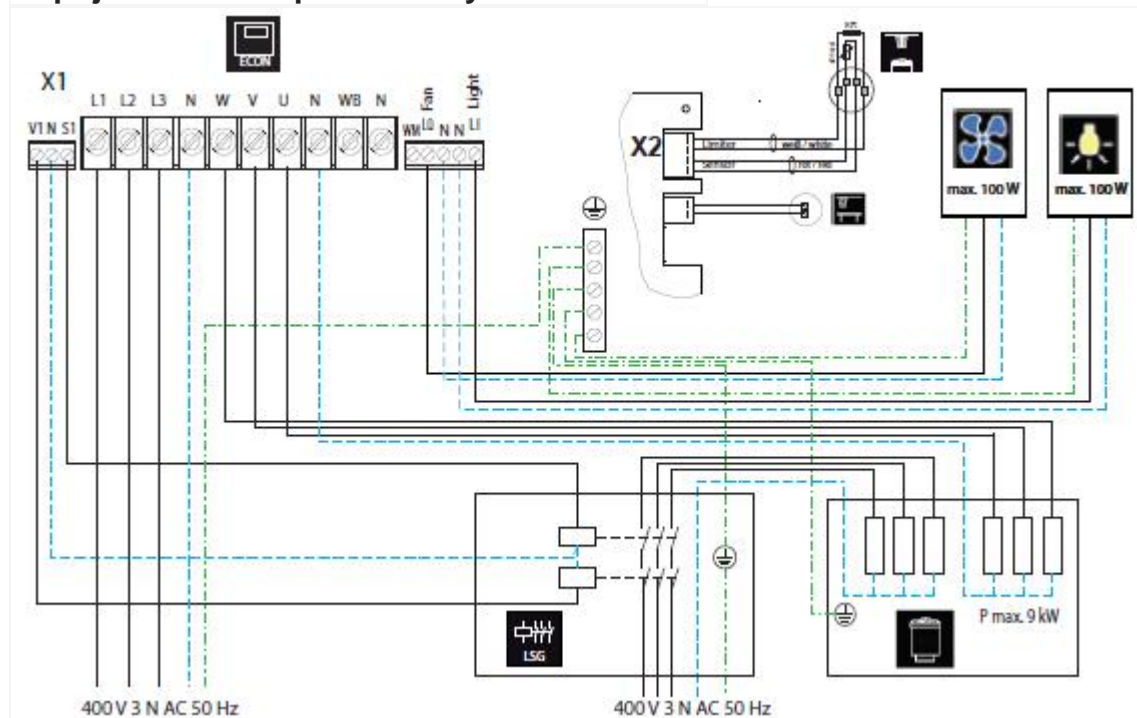 ECON
X1
L1 L2 L3 N W V U N WB N
Fan
Light
V1 N S1
WM L0 N N LI
X2
Limiter weiß/white
Sensor rot/red
max. 100 W
max. 100 W
P max. 9 kW
LSG
400 V 3 N AC 50 Hz
400 V 3 N AC 50 Hz